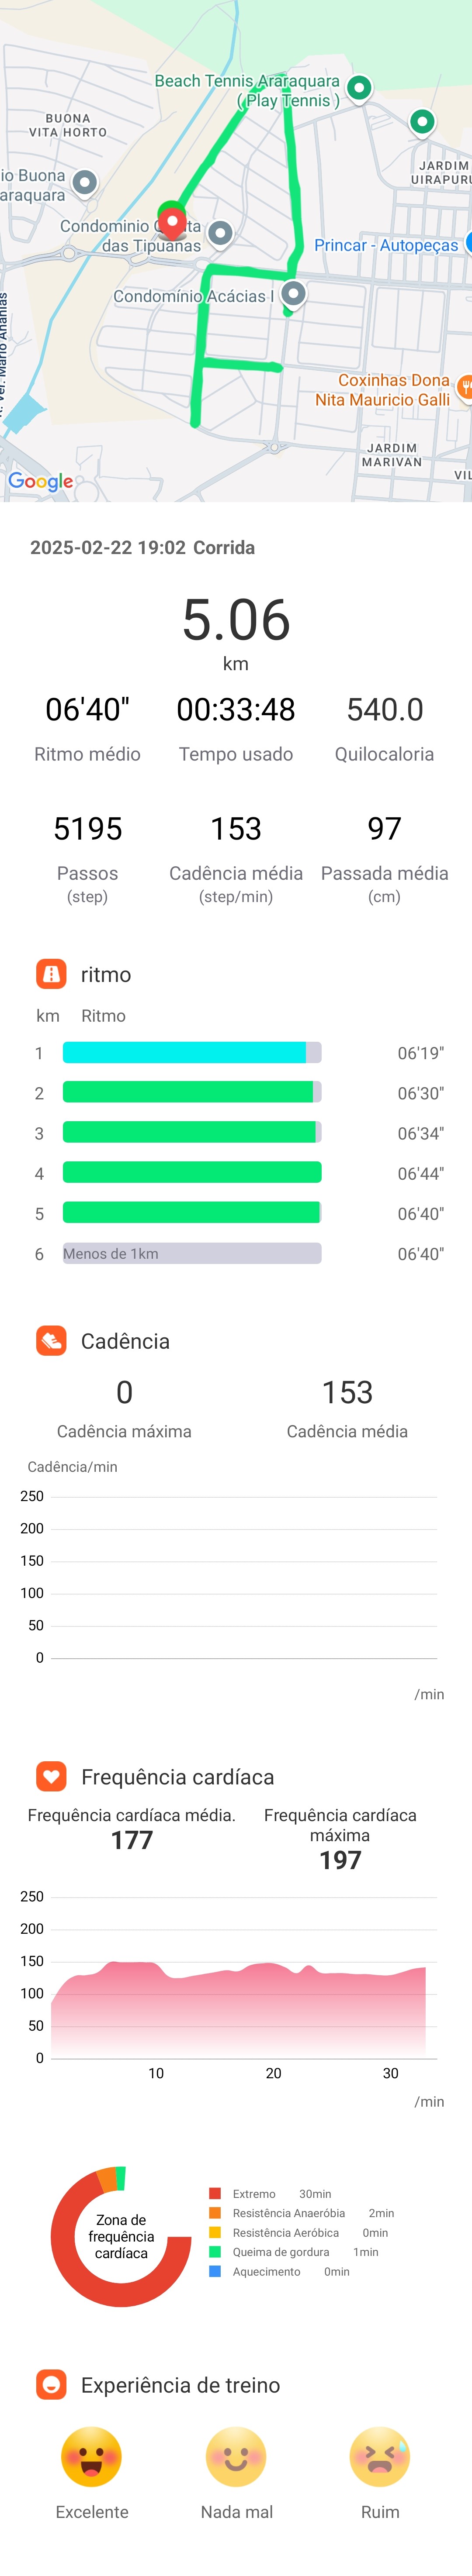 Beach Tennis Araraquara
( Play Tennis )
BUONA
VITA HORTO
JARDIM
UIRAPURU
io Buona
araraquara
Condominio
das Tipuanas
Princar - Autopeças
Condomínio Acácias I
Ver. Mario Ananias
Coxinhas Dona
Nita Mauricio Galli
JARDIM
MARIVAN
VIL
Google
2025-02-22 19:02 Corrida
5.06
km
06'40" 00:33:48 540.0
Ritmo médio Tempo usado Quilocaloria
5195 153 97
Passos Cadência média Passada média
(step) (step/min) (cm)
ritmo
km Ritmo
1 06'19"
2 06'30"
3 06'34"
4 06'44"
5 06'40"
6 Menos de 1km 06'40"
Cadência
0 153
Cadência máxima Cadência média
Cadência/min
250
200
150
100
50
0
/min
Frequência cardíaca
Frequência cardíaca média. Frequência cardíaca
máxima
177
197
250
200
150
100
50
0
10 20 30
/min
Zona de
frequência
cardíaca
Extremo 30min
Resistência Anaeróbia 2min
Resistência Aeróbica 0min
Queima de gordura 1min
Aquecimento 0min
Experiência de treino
Excelente Nada mal Ruim